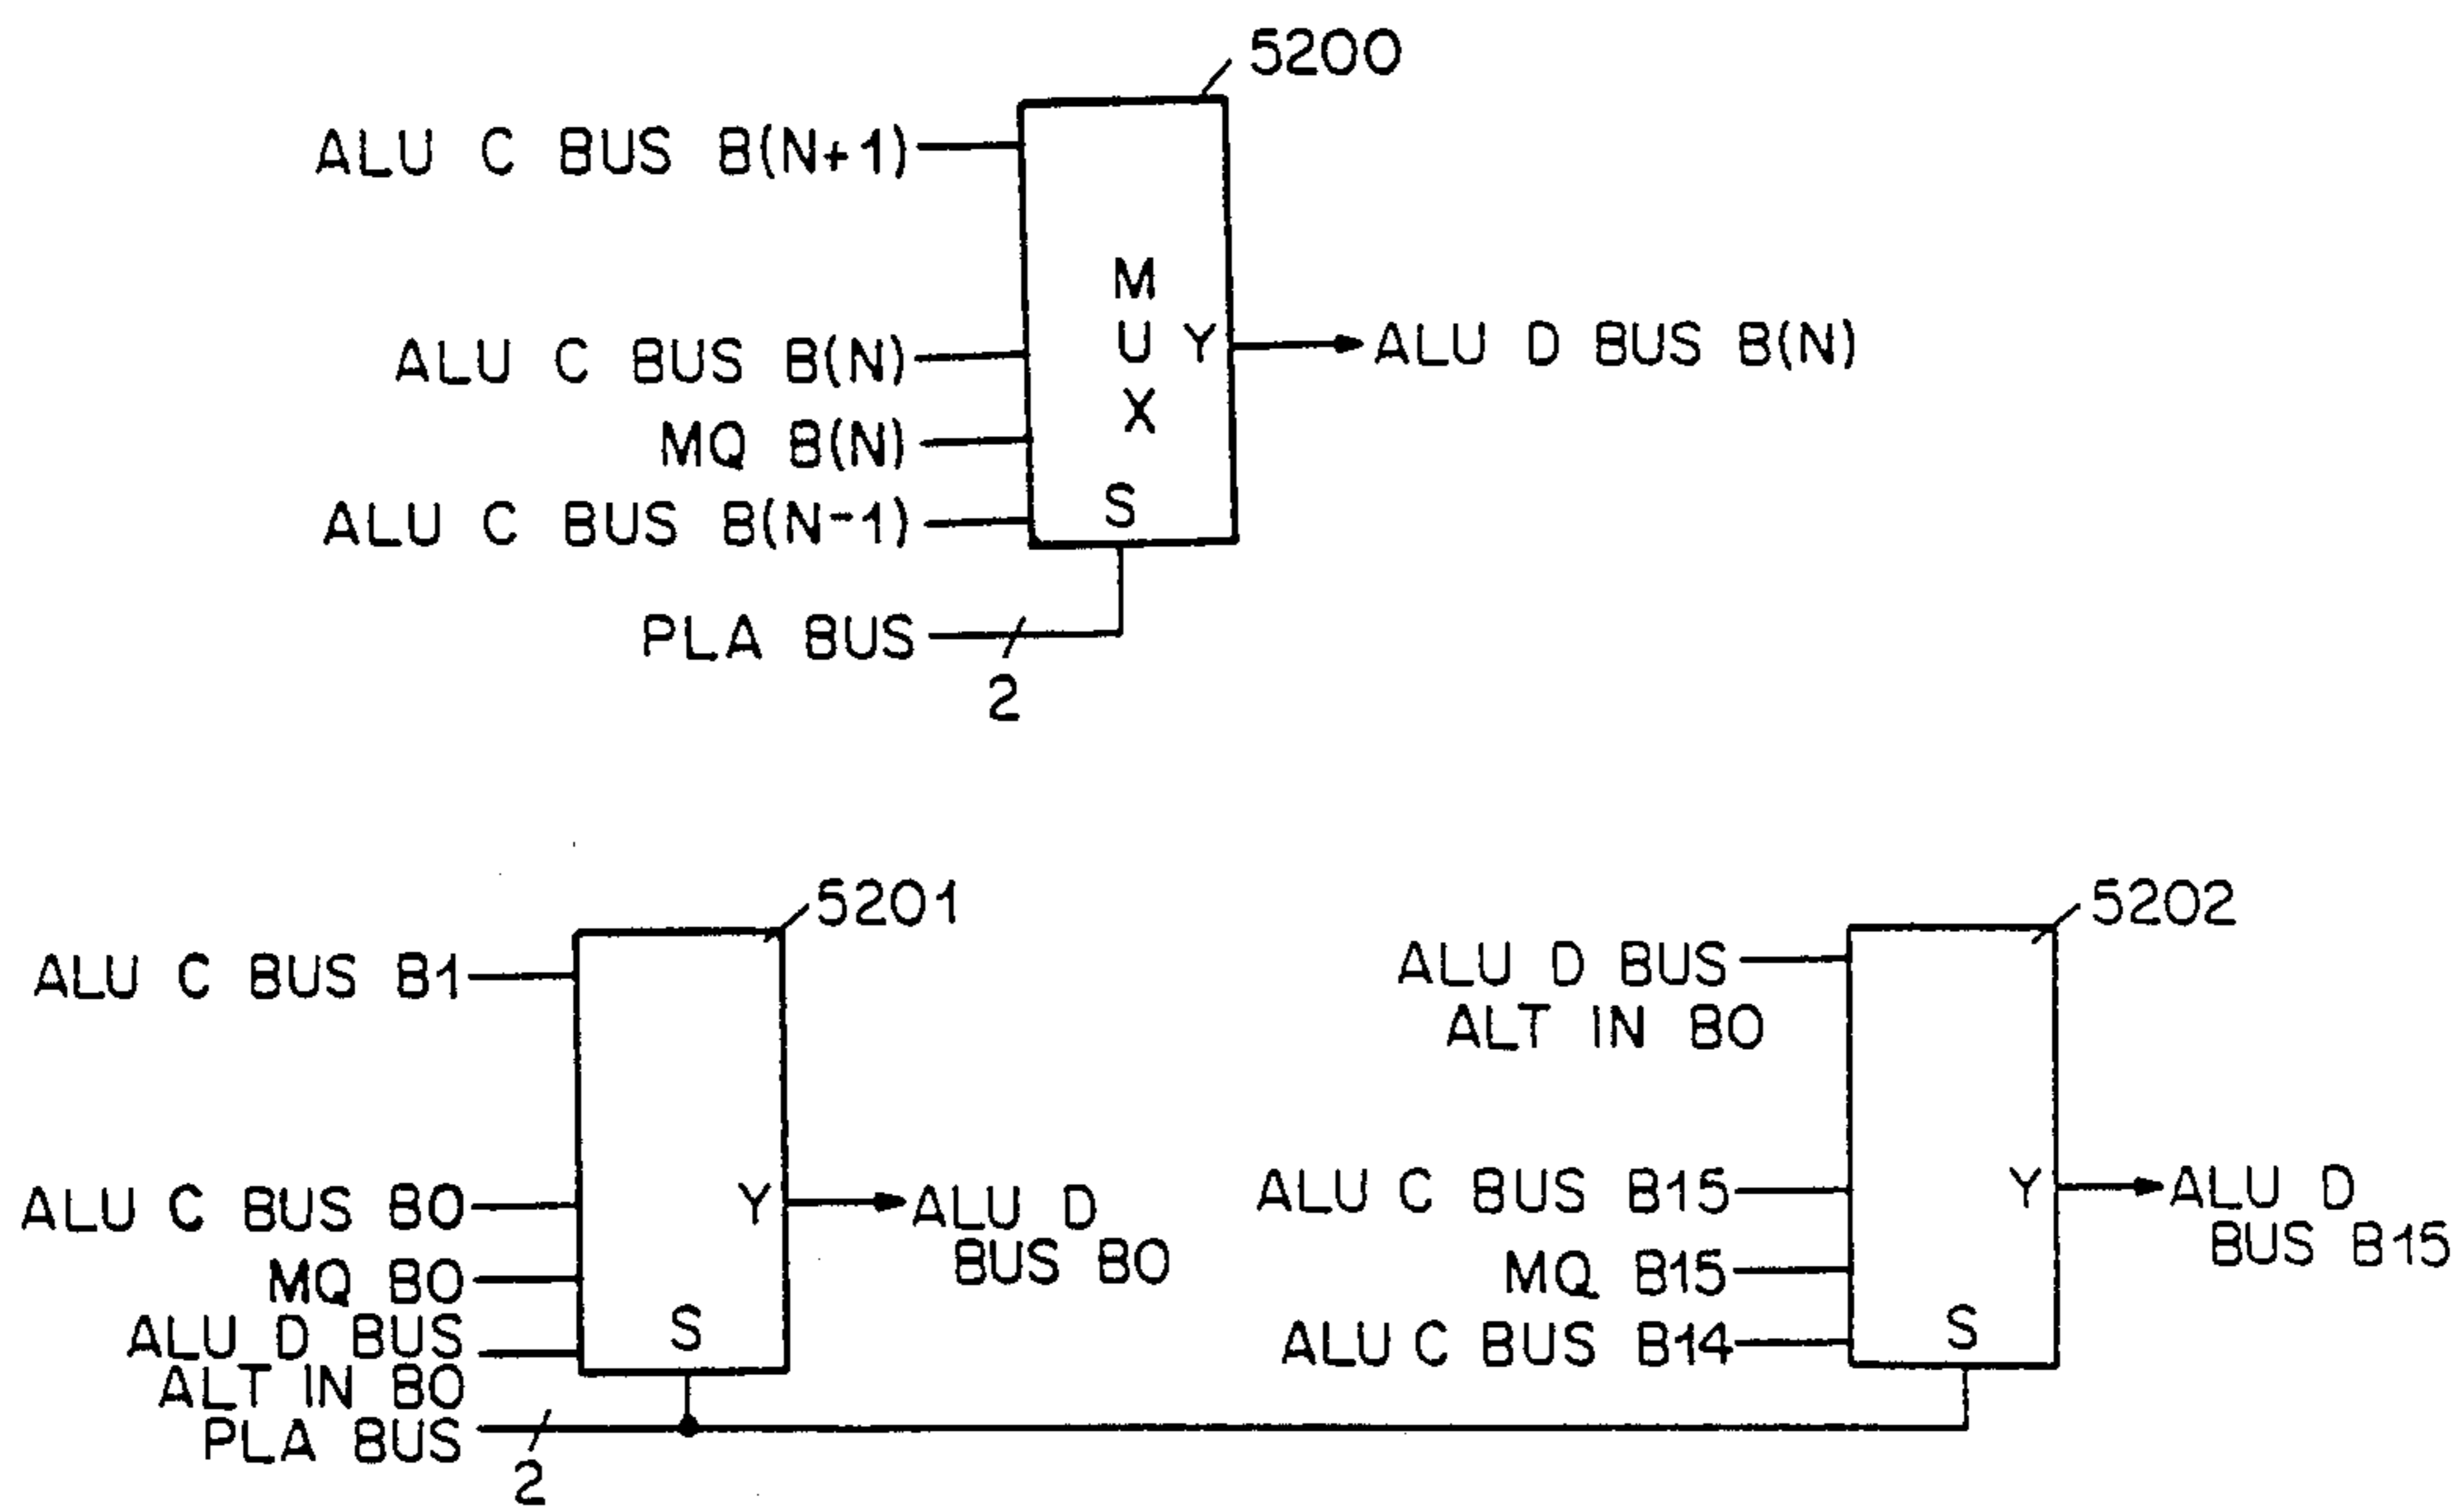 5200
ALU C BUS B(N+1)
M
U
X
Y
ALU C BUS B(N)
ALU D BUS B(N)
MQ B(N)
ALU C BUS B(N-1)
S
PLA BUS
2
5201
ALU C BUS B1
ALU C BUS B0
Y
ALU D
BUS B0
MQ B0
ALU D BUS
ALT IN B0
S
PLA BUS
2
5202
ALU D BUS
ALT IN B0
ALU C BUS B15
Y
ALU D
BUS B15
MQ B15
ALU C BUS B14
S